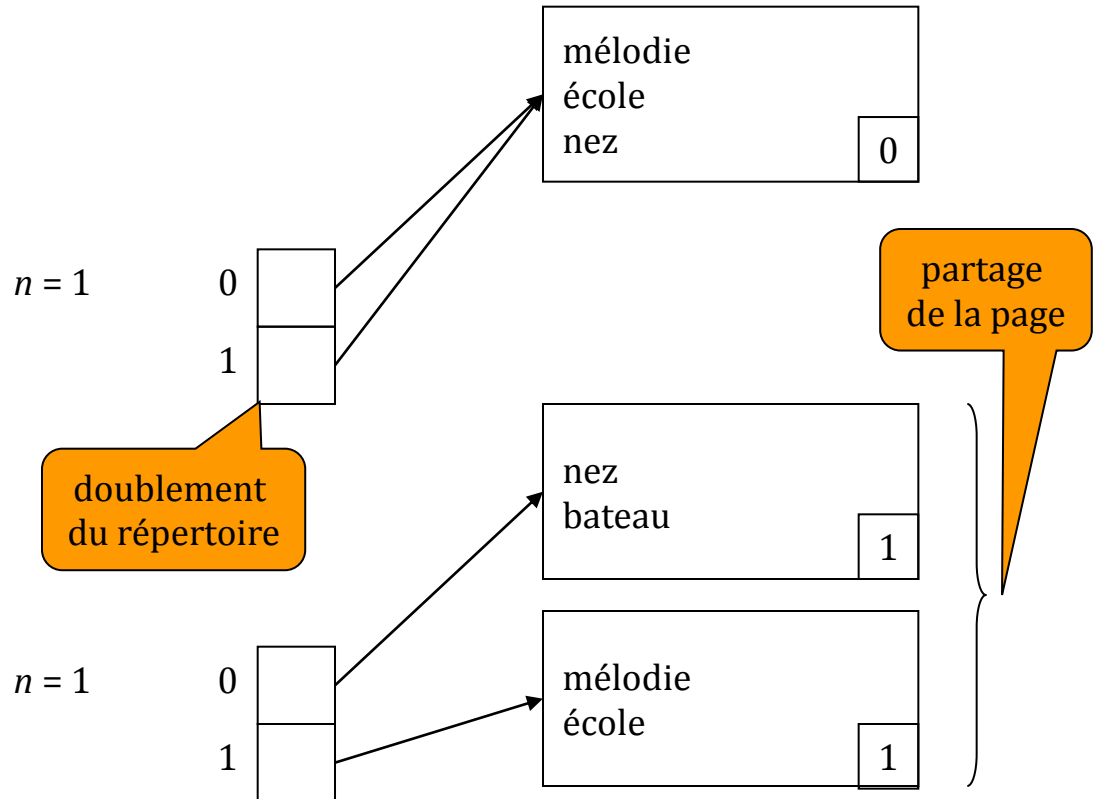 mélodie
école
nez
0
n = 1
0
1
partage
de la page
doublement
du répertoire
nez
bateau
1
n = 1
0
1
mélodie
école
1